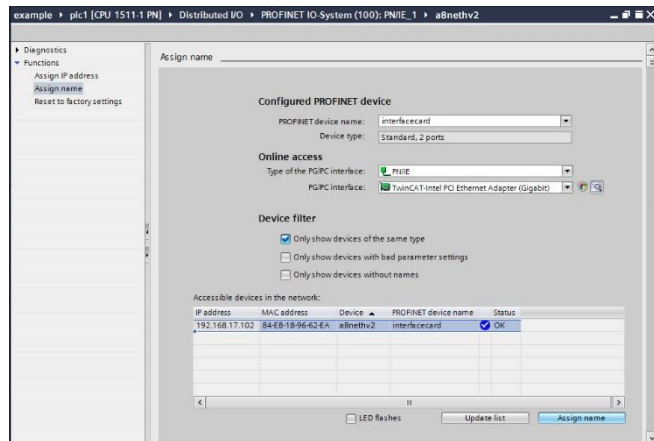 example ▸ plc1 [CPU 1511-1 PN] ▸ Distributed I/O ▸ PROFINET IO-System (100): PN/IE_1 ▸ a8nethv2
Diagnostics
Functions
Assign IP address
Assign name
Reset to factory settings
Assign name
Configured PROFINET device
PROFINET device name: interfacecard
Device type: Standard, 2 ports
Online access
Type of the PG/PC interface: PN/IE
PG/PC interface: TwinCAT-Intel PCI Ethernet Adapter (Gigabit)
Device filter
Only show devices of the same type
Only show devices with bad parameter settings
Only show devices without names
Accessible devices in the network:
IP address MAC address Device PROFINET device name Status
192.168.17.102 84-EB-18-96-62-EA a8nethv2 interfacecard OK
LED flashes Update list Assign name